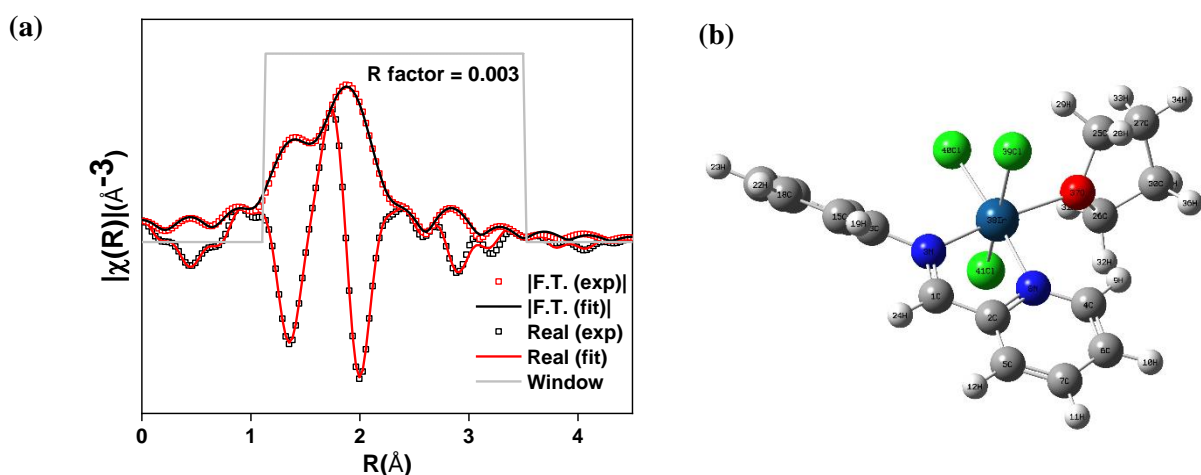 (a)
(b)
R factor = 0.003
|χ(R)|(Å-3)
|F.T. (exp)|
|F.T. (fit)|
Real (exp)
Real (fit)
Window
0 1 2 3 4
R(Å)
23H
22H
18C
15C
19H
24H
1C
2C
5C
12H
7C
11H
6C
10H
4C
9H
32H
26C
30C
36H
40Cl
39Cl
41Cl
29H
25C
28H
33H
27C
34H